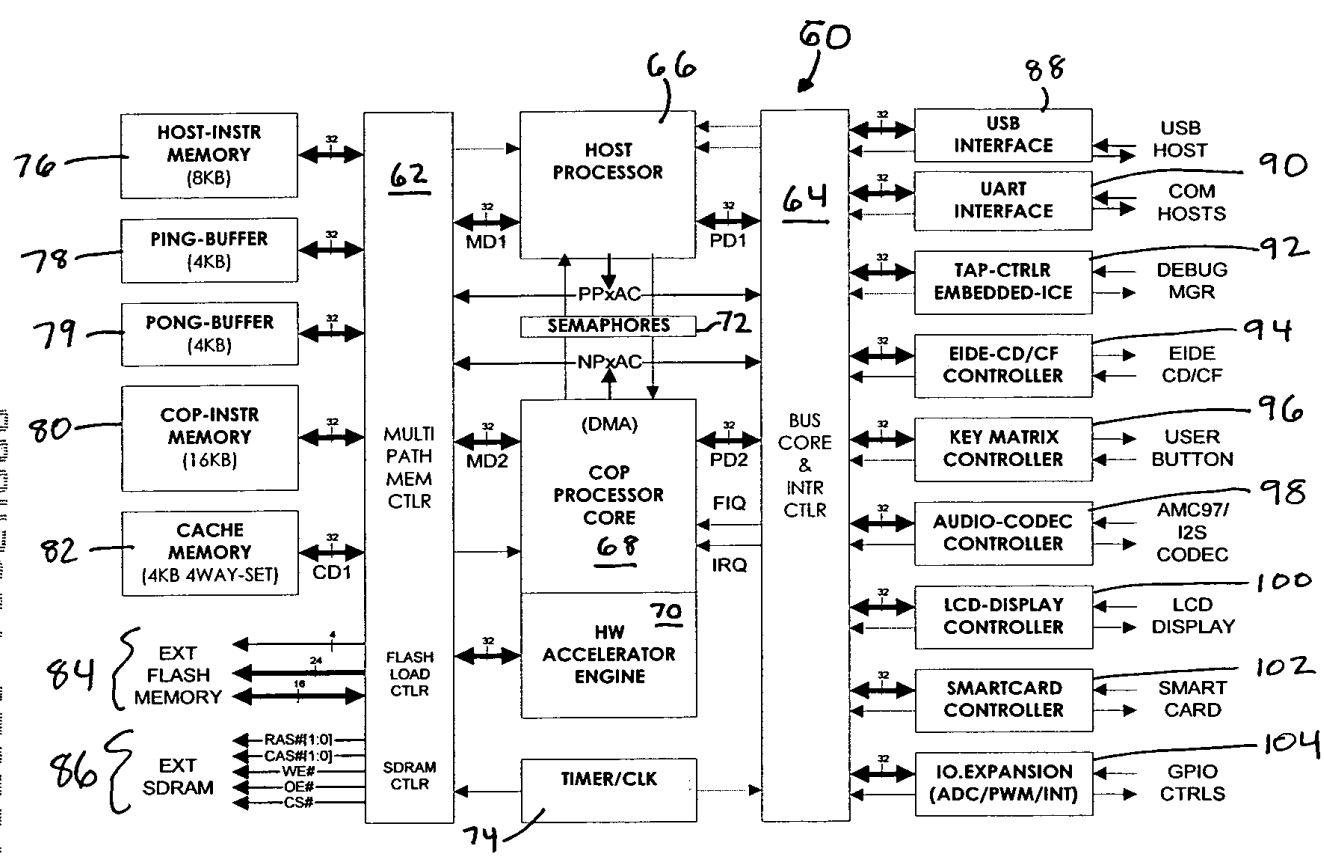 60
66
88
HOST-INSTR
MEMORY
(8KB)
32
76
62
HOST
PROCESSOR
64
32
USB
INTERFACE
USB
HOST
90
32
UART
INTERFACE
COM
HOSTS
PING-BUFFER
(4KB)
32
78
32
MD1
32
PD1
92
32
TAP-CTRLR
EMBEDDED-ICE
DEBUG
MGR
PPxAC
PONG-BUFFER
(4KB)
32
79
SEMAPHORES
72
NPxAC
94
32
EIDE-CD/CF
CONTROLLER
EIDE
CD/CF
COP-INSTR
MEMORY
(16KB)
32
80
MULTI
PATH
MEM
CTLR
32
MD2
(DMA)
COP
PROCESSOR
CORE
68
32
PD2
FIQ
IRQ
BUS
CORE
&
INTR
CTLR
96
32
KEY MATRIX
CONTROLLER
USER
BUTTON
CACHE
MEMORY
(4KB 4WAY-SET)
32
CD1
82
98
32
AUDIO-CODEC
CONTROLLER
AMC97/
I2S
CODEC
70
HW
ACCELERATOR
ENGINE
32
100
32
LCD-DISPLAY
CONTROLLER
LCD
DISPLAY
84
EXT
FLASH
MEMORY
4
24
16
FLASH
LOAD
CTLR
102
32
SMARTCARD
CONTROLLER
SMART
CARD
86
EXT
SDRAM
RAS#[1:0]
CAS#[1:0]
WE#
OE#
CS#
SDRAM
CTLR
TIMER/CLK
74
104
32
IO.EXPANSION
(ADC/PWM/INT)
GPIO
CTRLS